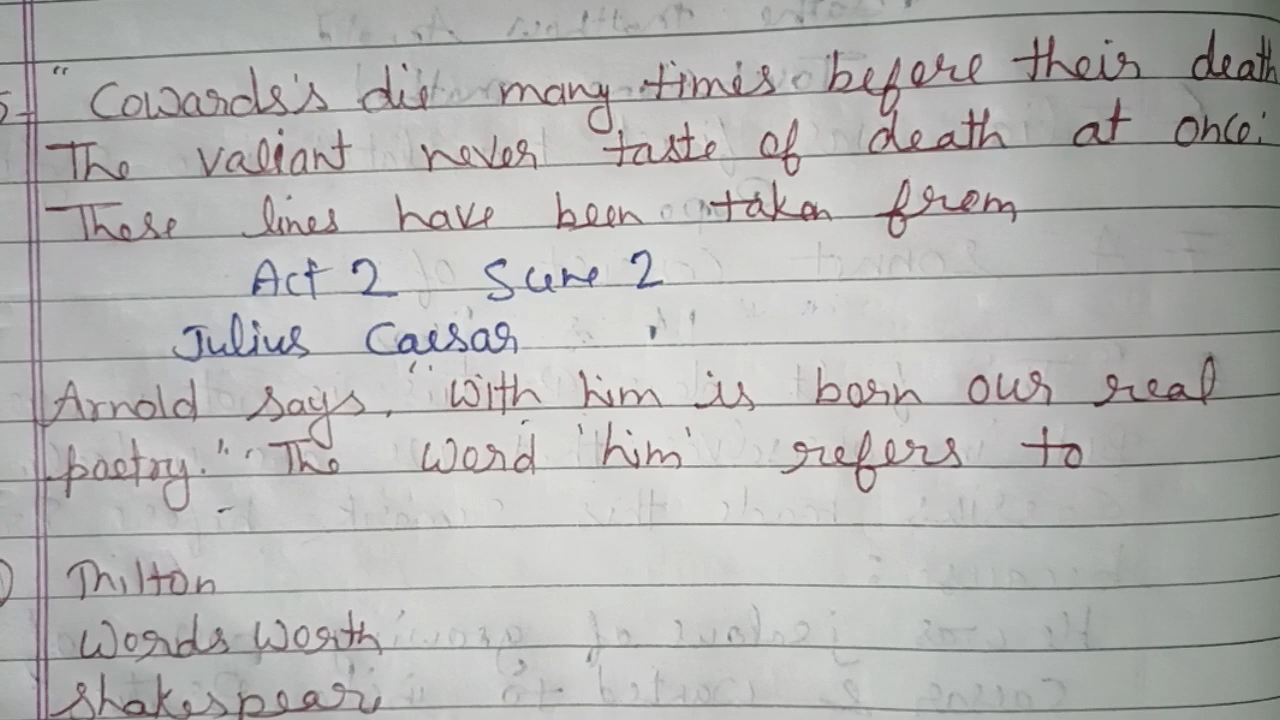 5- "Cowards's die many times before their death
The valiant never taste of death at once.
These lines have been taken from
Act 2 Scene 2
Julius Caesar
Arnold says, "With him is born our real
poetry." The word 'him' refers to
Milton
Words Worth
Shakespeare